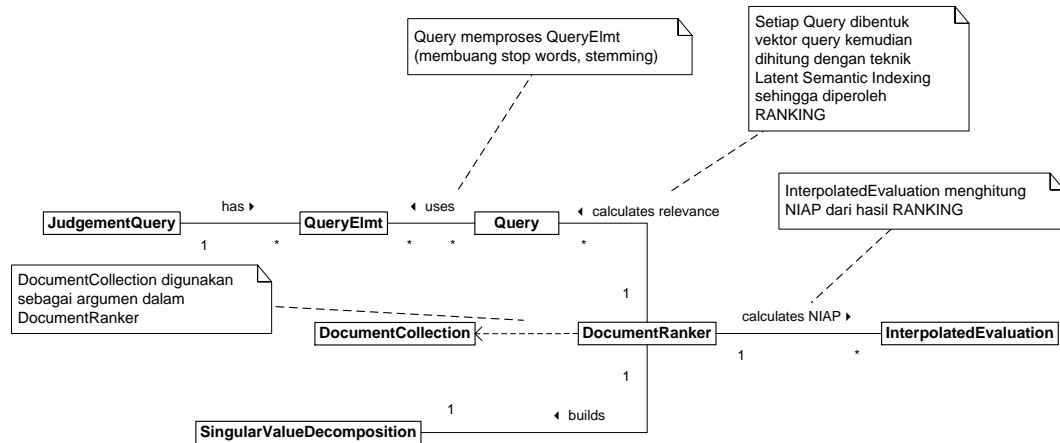 Query memproses QueryElmt
(membuang stop words, stemming)
Setiap Query dibentuk
vektor query kemudian
dihitung dengan teknik
Latent Semantic Indexing
sehingga diperoleh
RANKING
InterpolatedEvaluation menghitung
NIAP dari hasil RANKING
has
uses
calculates relevance
JudgementQuery
QueryElmt
Query
1
*
*
*
*
DocumentCollection digunakan
sebagai argumen dalam
DocumentRanker
1
calculates NIAP
DocumentCollection
DocumentRanker
InterpolatedEvaluation
1
*
1
1
builds
SingularValueDecomposition